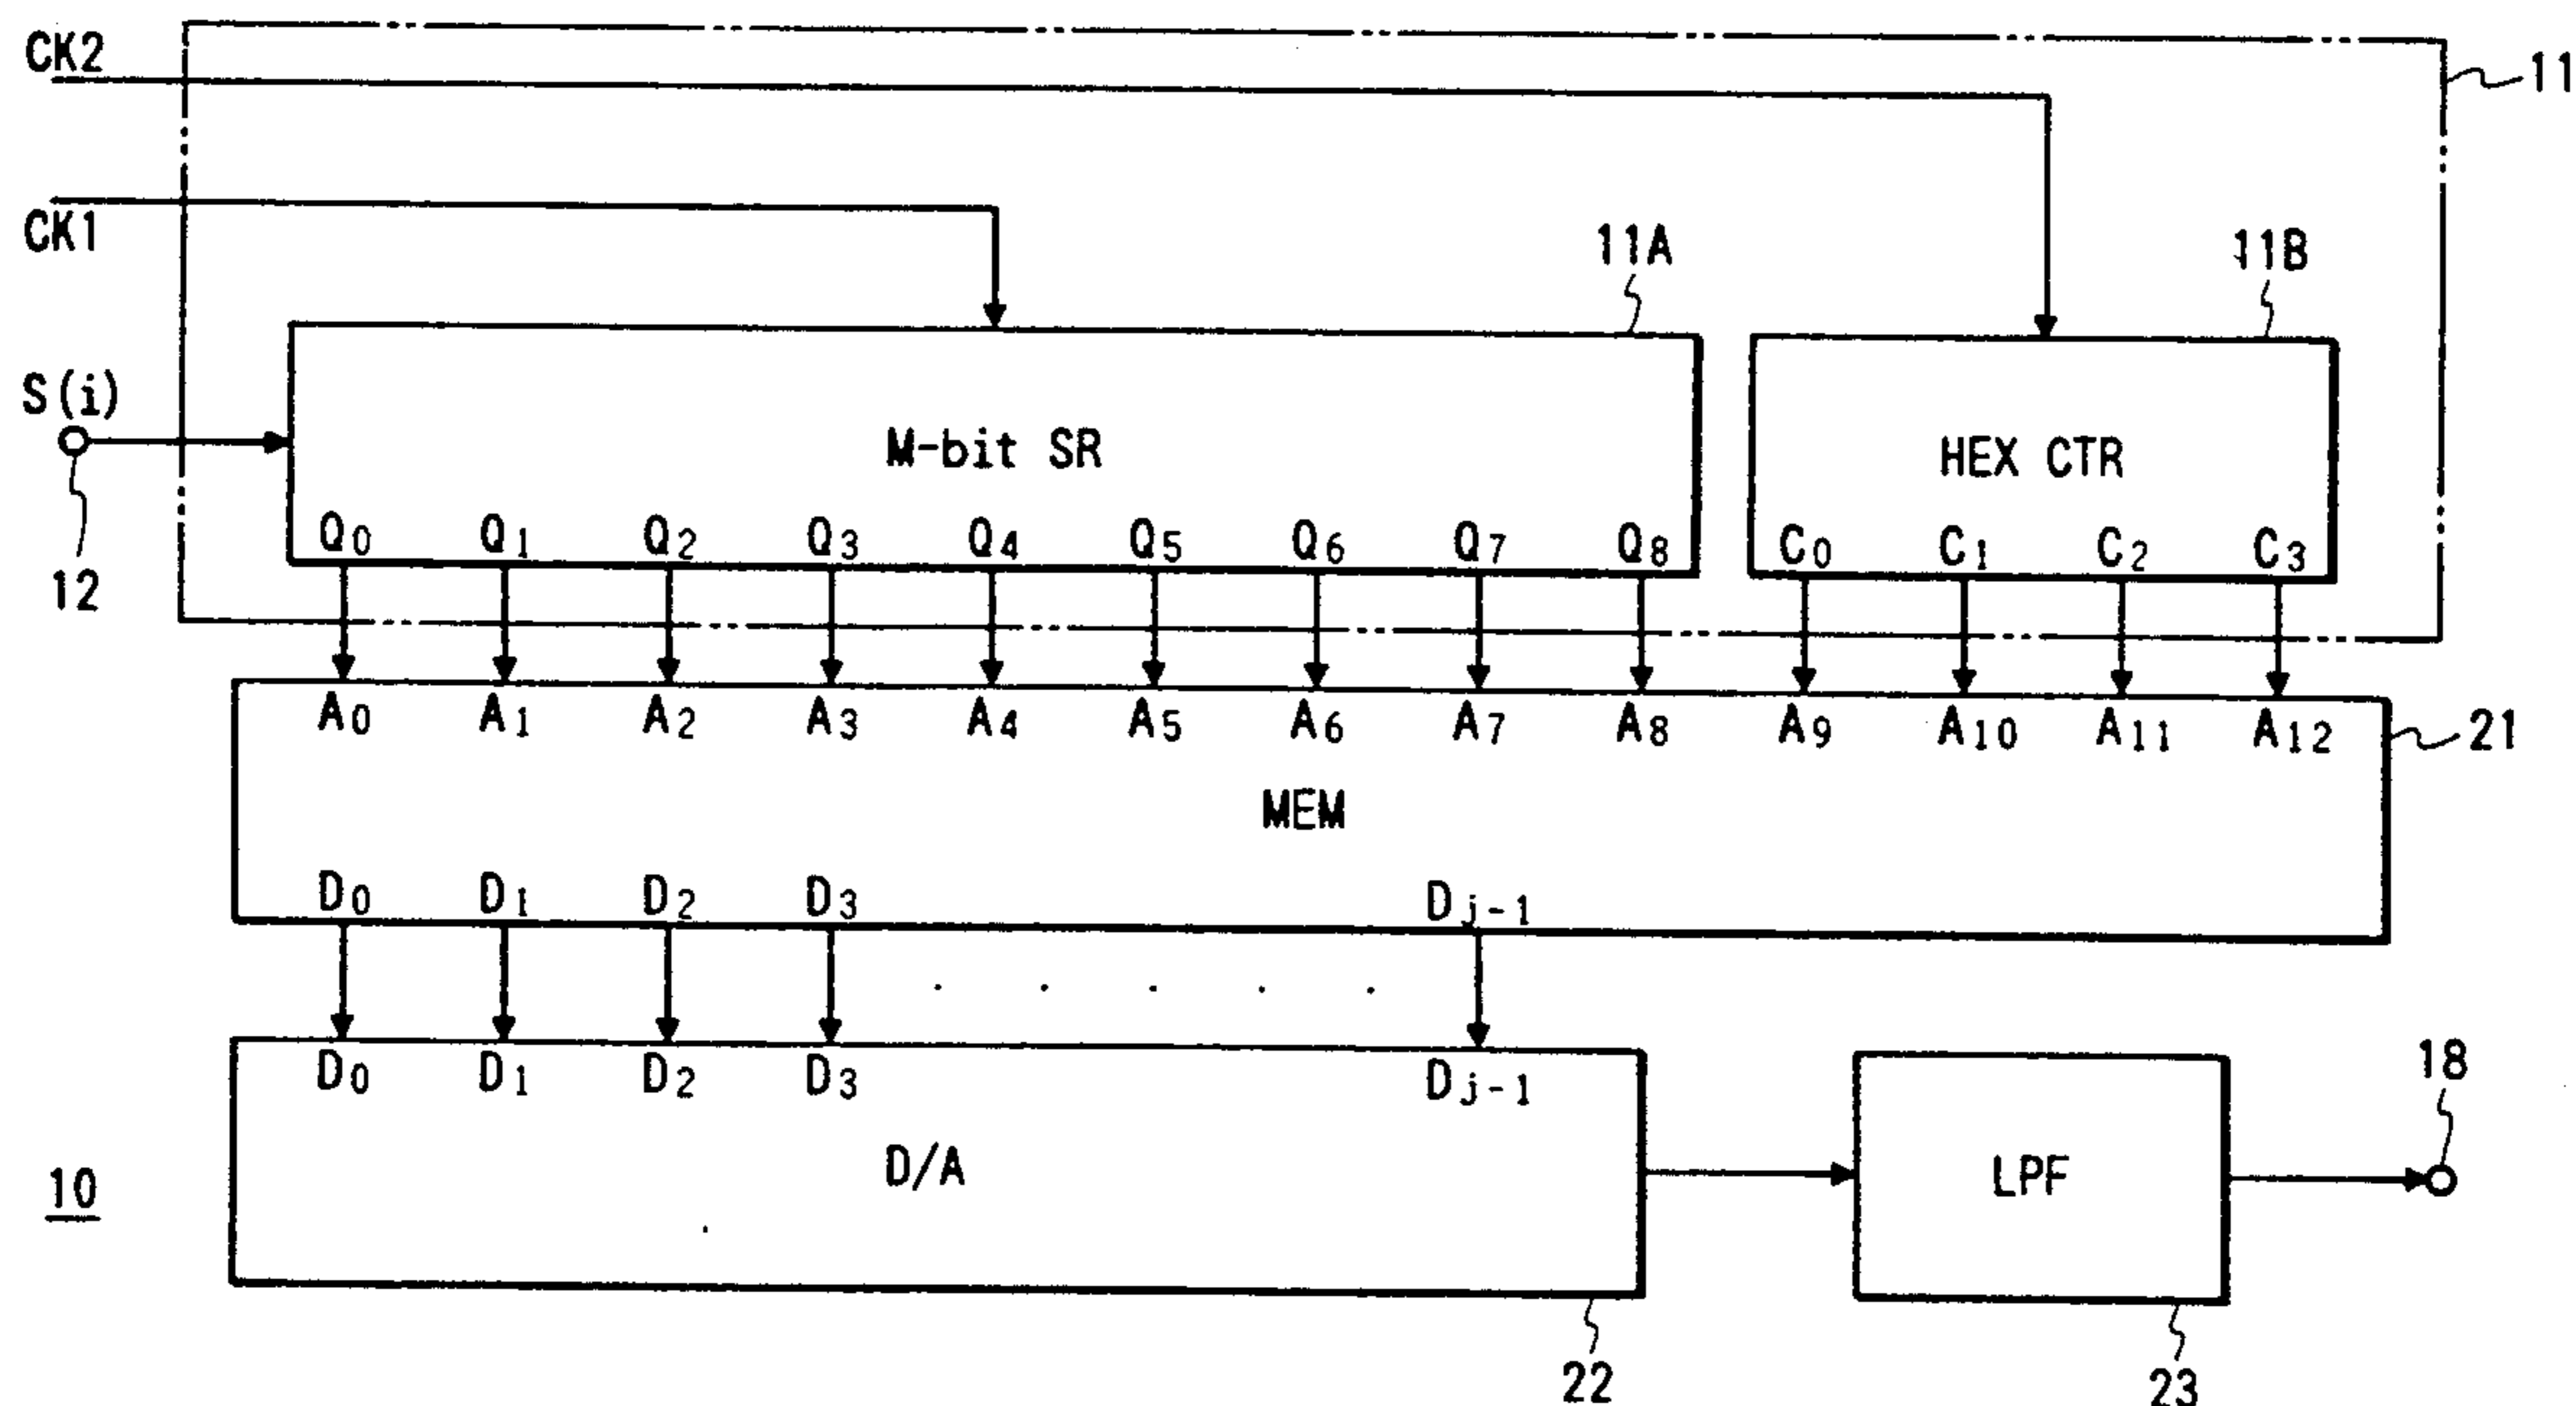 CK2
11
CK1
11A
11B
S(i)
12
M-bit SR
HEX CTR
Q0 Q1 Q2 Q3 Q4 Q5 Q6 Q7 Q8 C0 C1 C2 C3
A0 A1 A2 A3 A4 A5 A6 A7 A8 A9 A10 A11 A12
21
MEM
D0 D1 D2 D3 Dj-1
. . . . .
D0 D1 D2 D3 Dj-1
18
D/A
LPF
10
22
23